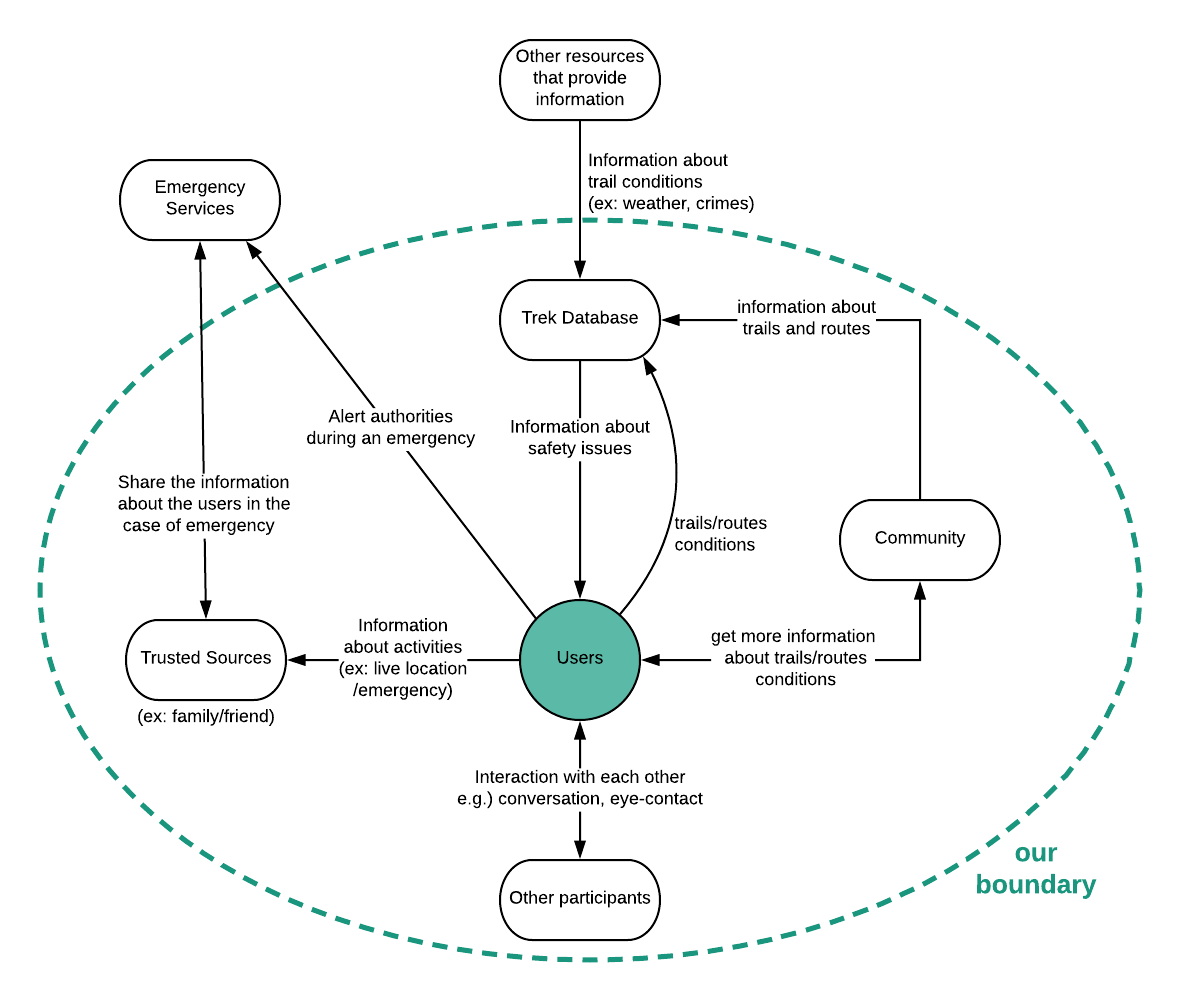 Other resources
that provide
information
Information about
trail conditions
(ex: weather, crimes)
Emergency
Services
Trek Database
information about
trails and routes
Alert authorities
during an emergency
Information about
safety issues
Share the information
about the users in the
case of emergency
trails/routes
conditions
Community
Information
about activities
(ex: live location
/emergency)
Trusted Sources
(ex: family/friend)
Users
get more information
about trails/routes
conditions
Interaction with each other
e.g.) conversation, eye-contact
our
boundary
Other participants